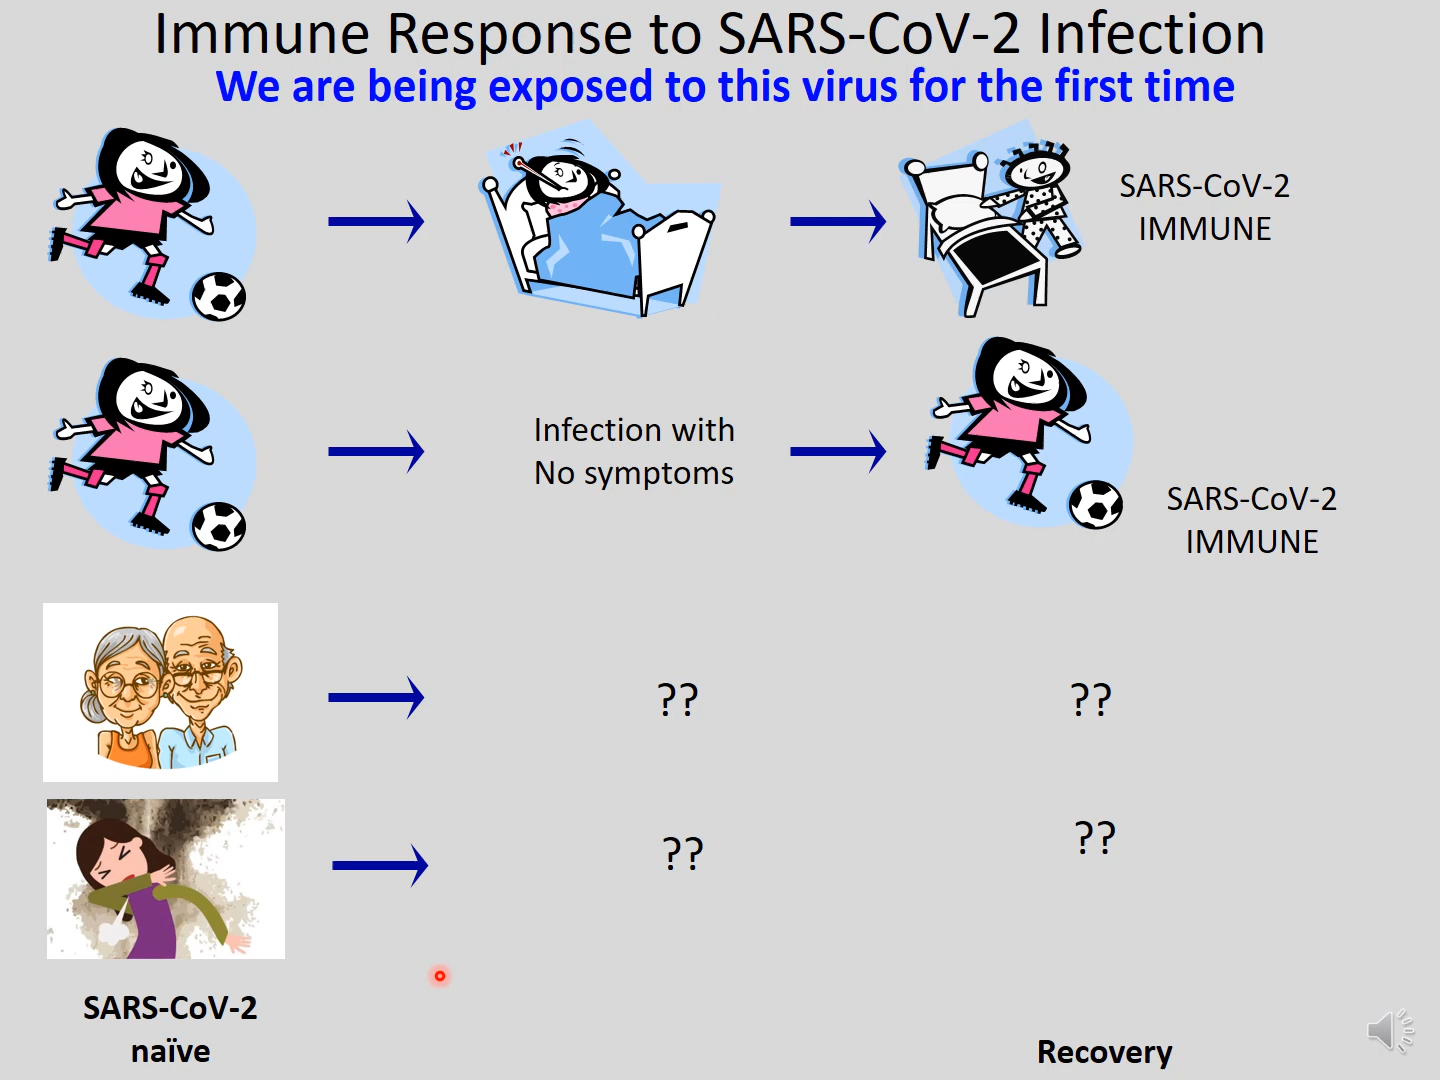 Immune Response to SARS-CoV-2 Infection
We are being exposed to this virus for the first time
SARS-CoV-2
IMMUNE
Infection with
No symptoms
SARS-CoV-2
IMMUNE
??
??
??
??
SARS-CoV-2
naïve
Recovery